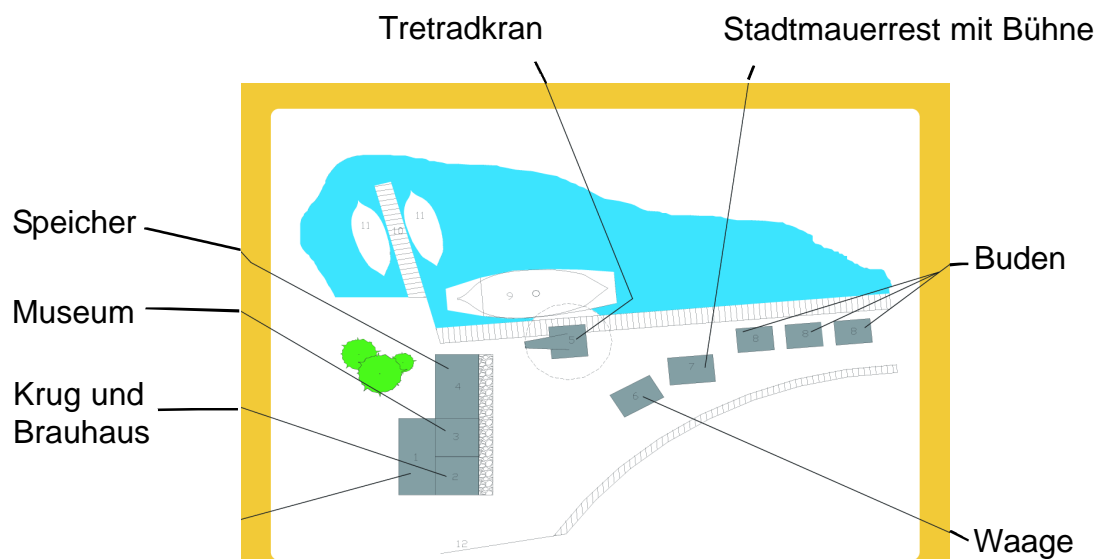 Tretradkran
Stadtmauerrest mit Bühne
Speicher
Museum
Krug und
Brauhaus
Buden
Waage
11
11
10
9
5
8
8
8
7
6
4
3
1
2
12